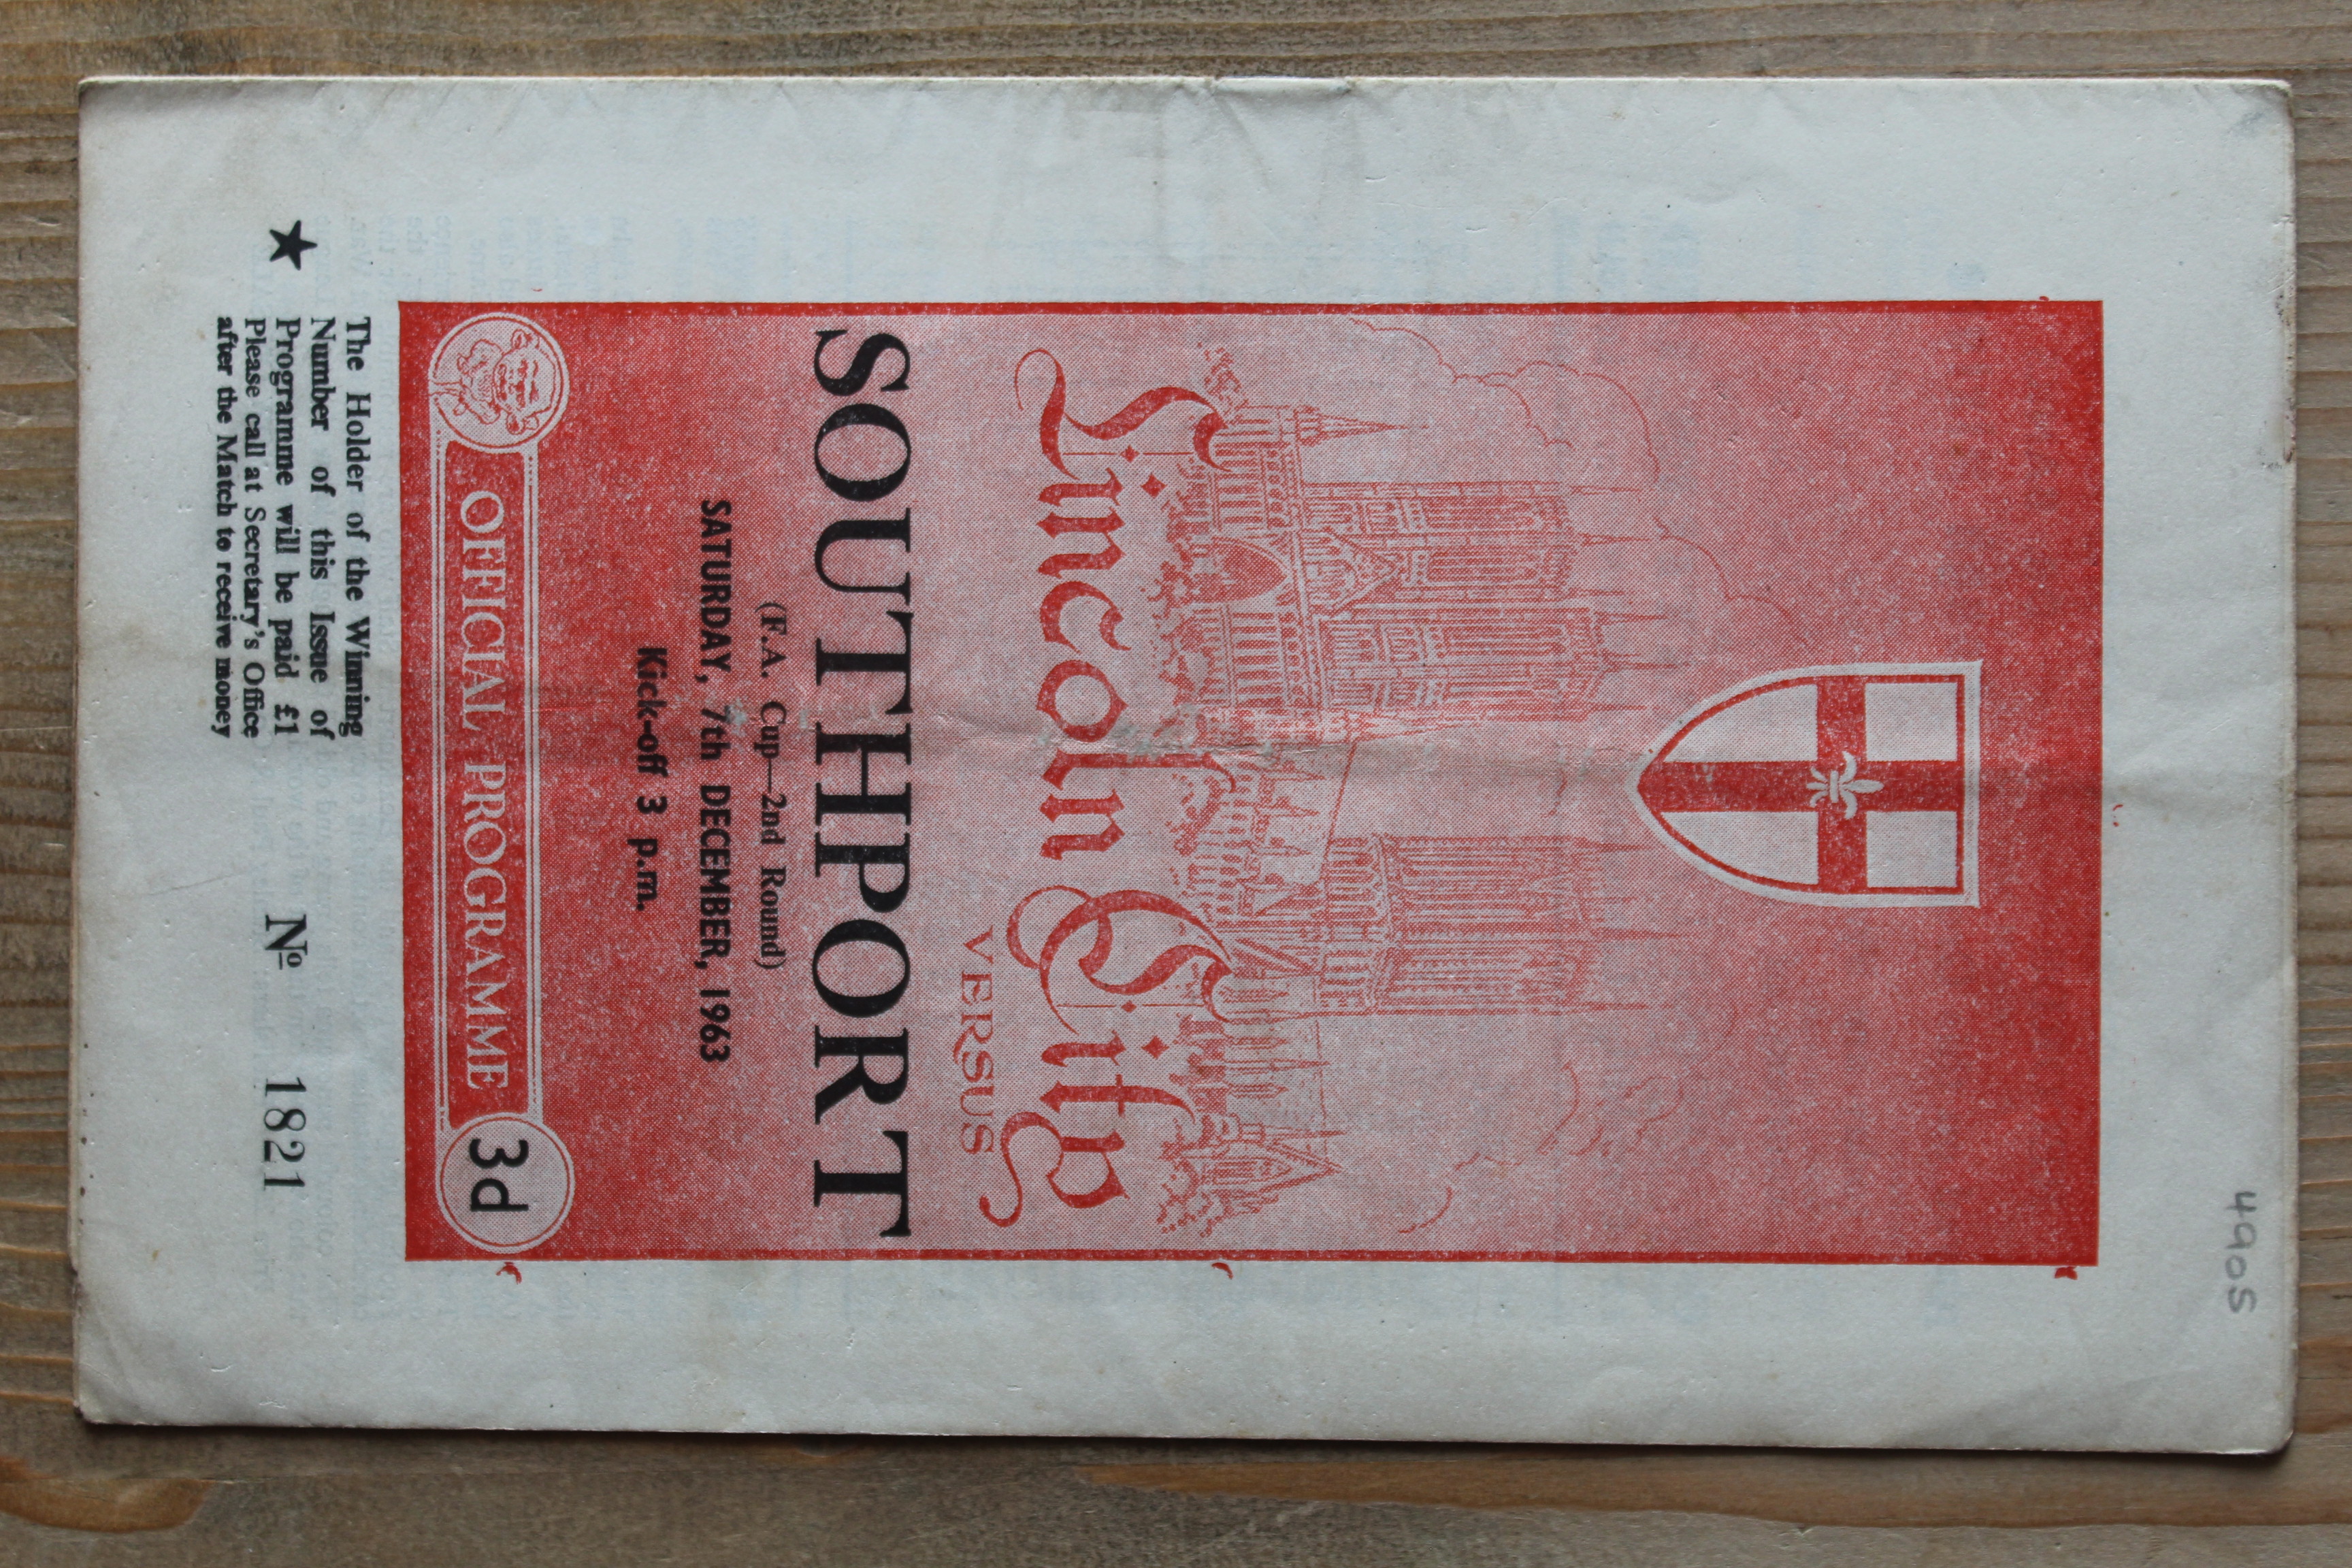 490S
Lincoln City
VERSUS
SOUTHPORT
(F.A. Cup—2nd Round)
SATURDAY, 7th DECEMBER, 1963
Kick-off 3 p.m.
OFFICIAL PROGRAMME 3d
The Holder of the Winning
Number of this Issue of
★ Programme will be paid £1 Nº 1821
Please call at Secretary's Office
after the Match to receive money